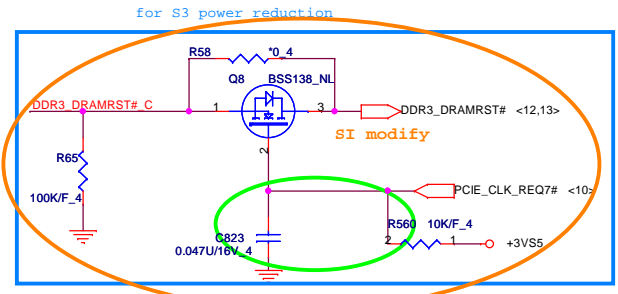 for S3 power reduction
R58 *0_4
Q8 BSS138_NL
DDR3_DRAMRST#_C 1 3 DDR3_DRAMRST# <12,13>
SI modify
2
R65
100K/F_4
PCIE_CLK_REQ7# <10>
C823
0.047U/16V_4
R560 10K/F_4
2 1 +3VS5